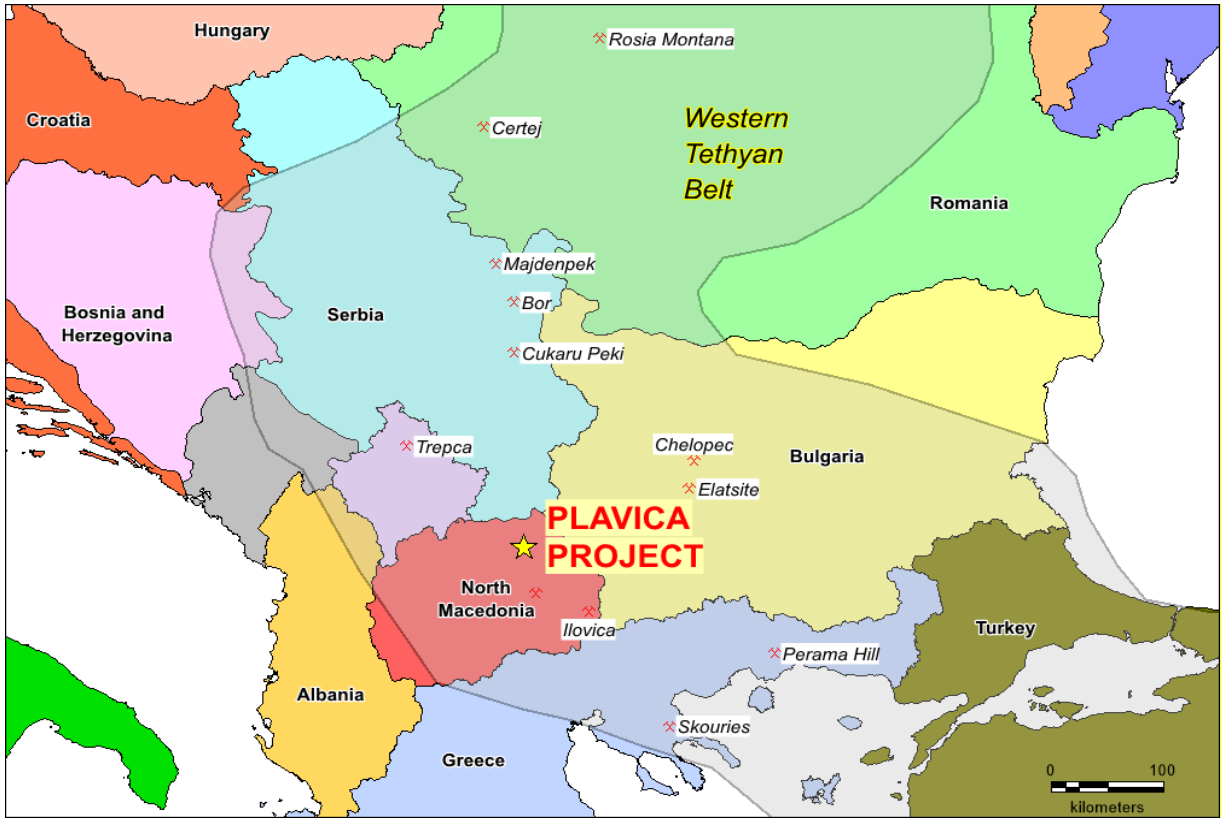 Hungary
Rosia Montana
Croatia
Certej
Western
Tethyan
Belt
Romania
Majdenpek
Bor
Bosnia and
Herzegovina
Serbia
Cukaru Peki
Trepca
Chelopec
Bulgaria
Elatsite
PLAVICA
PROJECT
North
Macedonia
Ilovica
Turkey
Perama Hill
Albania
Skouries
Greece
0 100
kilometers